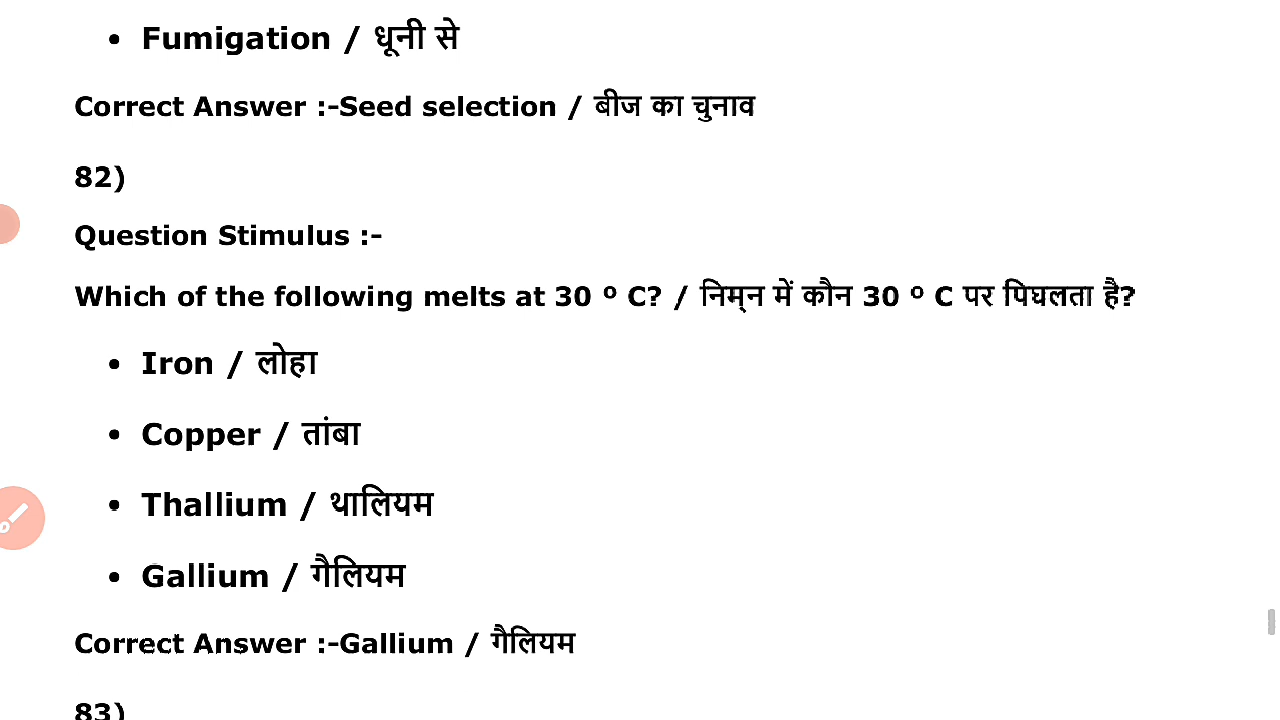 • Fumigation / धूनी से
Correct Answer :-Seed selection / बीज का चुनाव
82)
Question Stimulus :-
Which of the following melts at 30 º C? / निम्न में कौन 30 º C पर पिघलता है?
• Iron / लोहा
• Copper / तांबा
• Thallium / थालियम
• Gallium / गैलियम
Correct Answer :-Gallium / गैलियम
83)